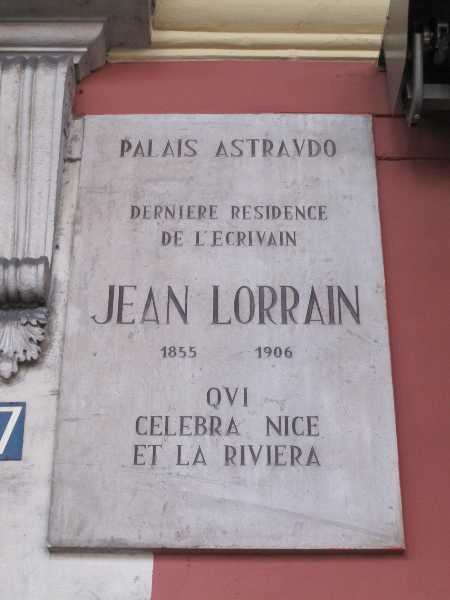 PALAIS ASTRAVDO
DERNIERE RESIDENCE
DE L'ECRIVAIN
JEAN LORRAIN
1855 1906
QVI
CELEBRA NICE
ET LA RIVIERA
7